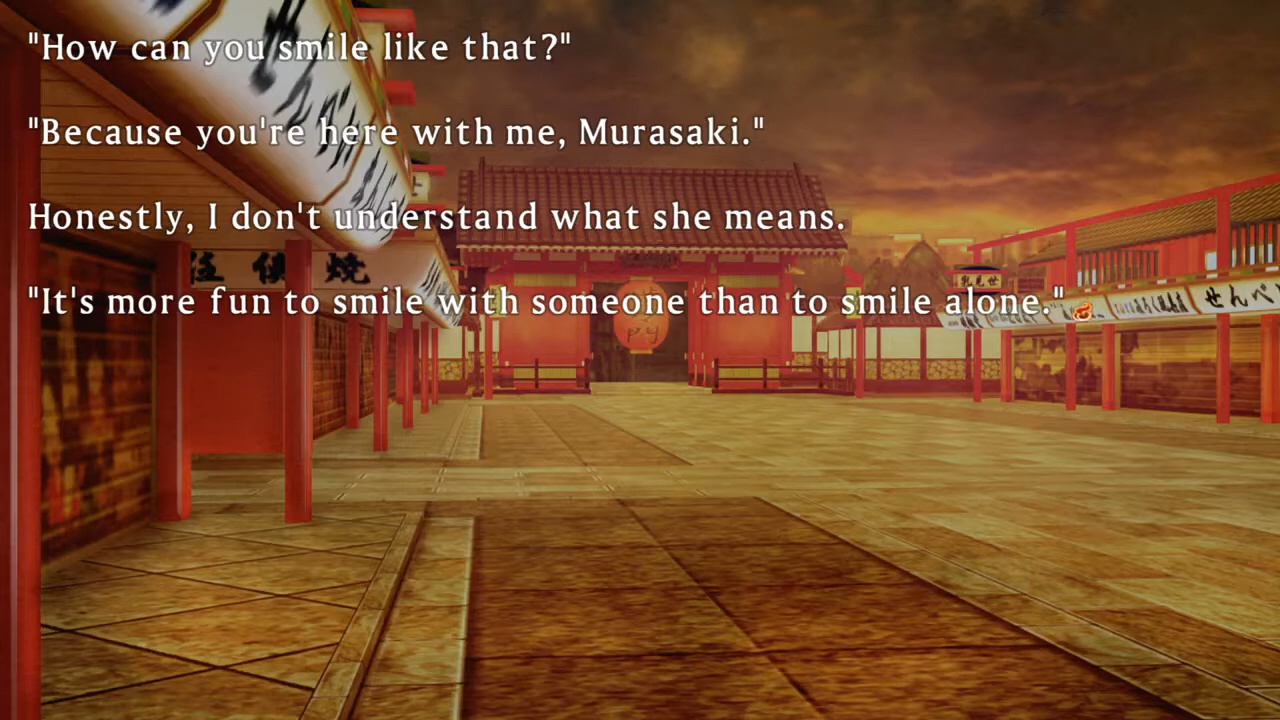 "How can you smile like that?"
"Because you're here with me, Murasaki."
Honestly, I don't understand what she means.
"It's more fun to smile with someone than to smile alone."
せんべ